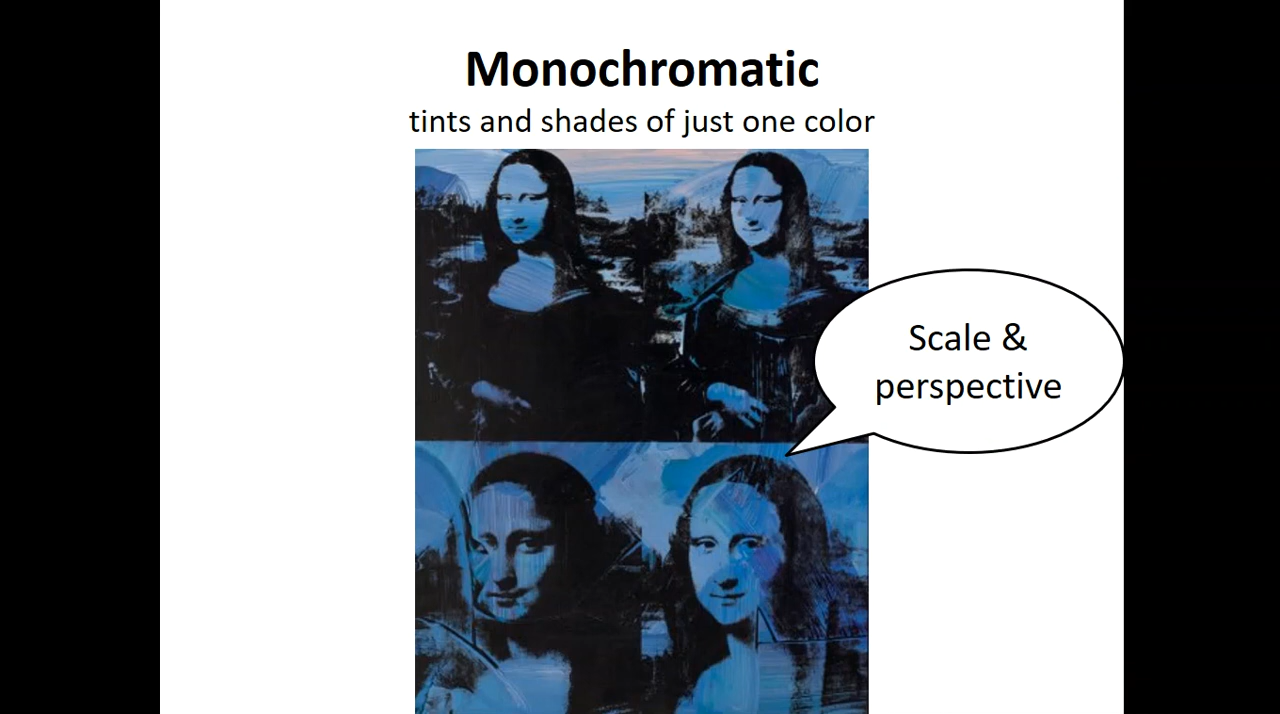 Monochromatic
tints and shades of just one color
Scale &
perspective